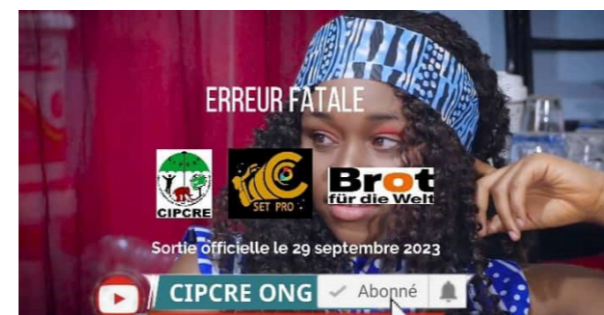 ERREUR FATALE
CIPCRE
SET PRO
Brot
für die Welt
Sortie officielle le 29 septembre 2023
CIPCRE ONG
Abonné